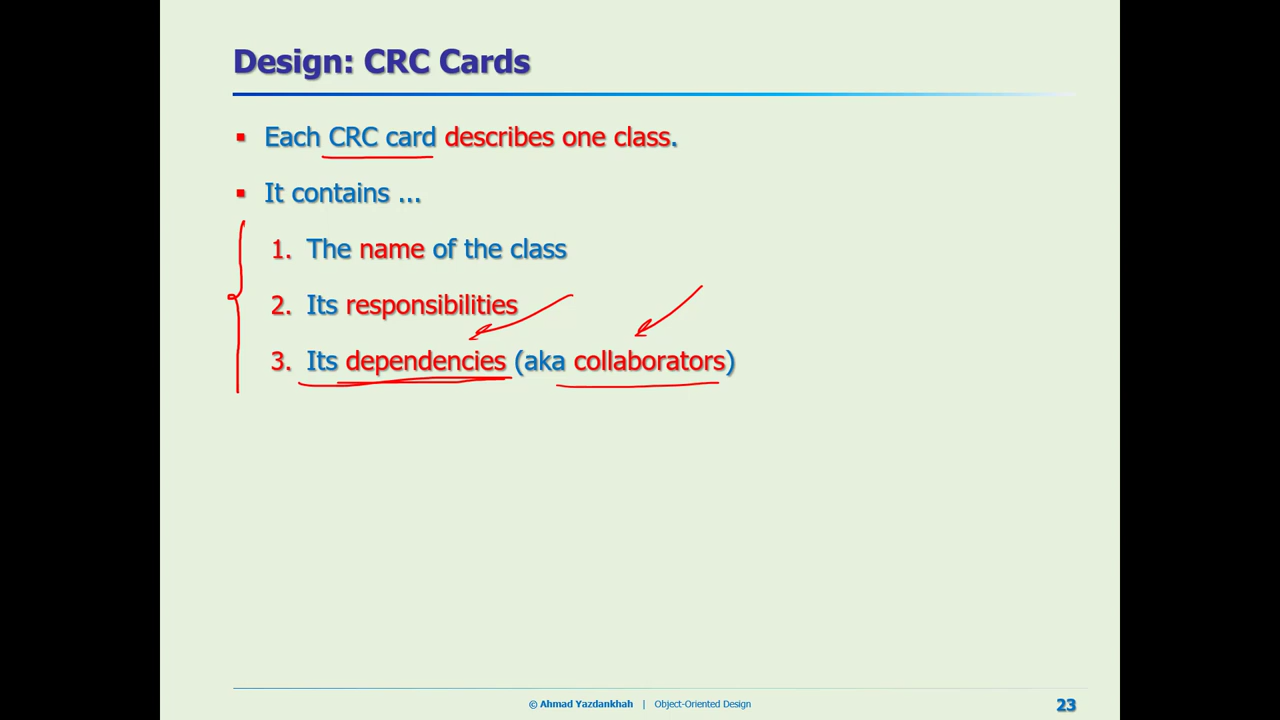 Design: CRC Cards
▪ Each CRC card describes one class.
▪ It contains ...
1. The name of the class
2. Its responsibilities
3. Its dependencies (aka collaborators)
© Ahmad Yazdankhah | Object-Oriented Design
23